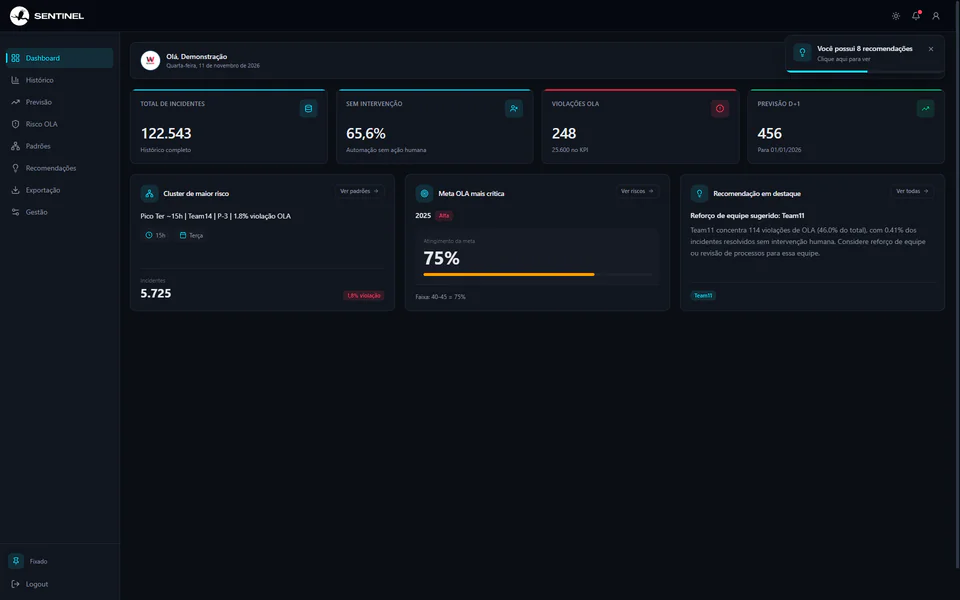 SENTINEL
Dashboard
Histórico
Previsão
Risco OLA
Padrões
Recomendações
Exportação
Gestão
Fixado
Logout
Olá, Demonstração
Quarta-feira, 11 de novembro de 2026
Você possui 8 recomendações
Clique aqui para ver
TOTAL DE INCIDENTES
122.543
Histórico completo
SEM INTERVENÇÃO
65,6%
Automação sem ação humana
VIOLAÇÕES OLA
248
25.600 no KPI
PREVISÃO D+1
456
Para 01/01/2026
Cluster de maior risco
Ver padrões →
Pico Ter ~15h | Team14 | P-3 | 1.8% violação OLA
15h
Terça
Incidentes
5.725
1,8% violação
Meta OLA mais crítica
Ver riscos →
2025 Alta
Atingimento da meta
75%
Faixa: 40-45 = 75%
Recomendação em destaque
Ver todas →
Reforço de equipe sugerido: Team11
Team11 concentra 114 violações de OLA (46.0% do total), com 0.41% dos
incidentes resolvidos sem intervenção humana. Considere reforço de equipe
ou revisão de processos para essa equipe.
Team11